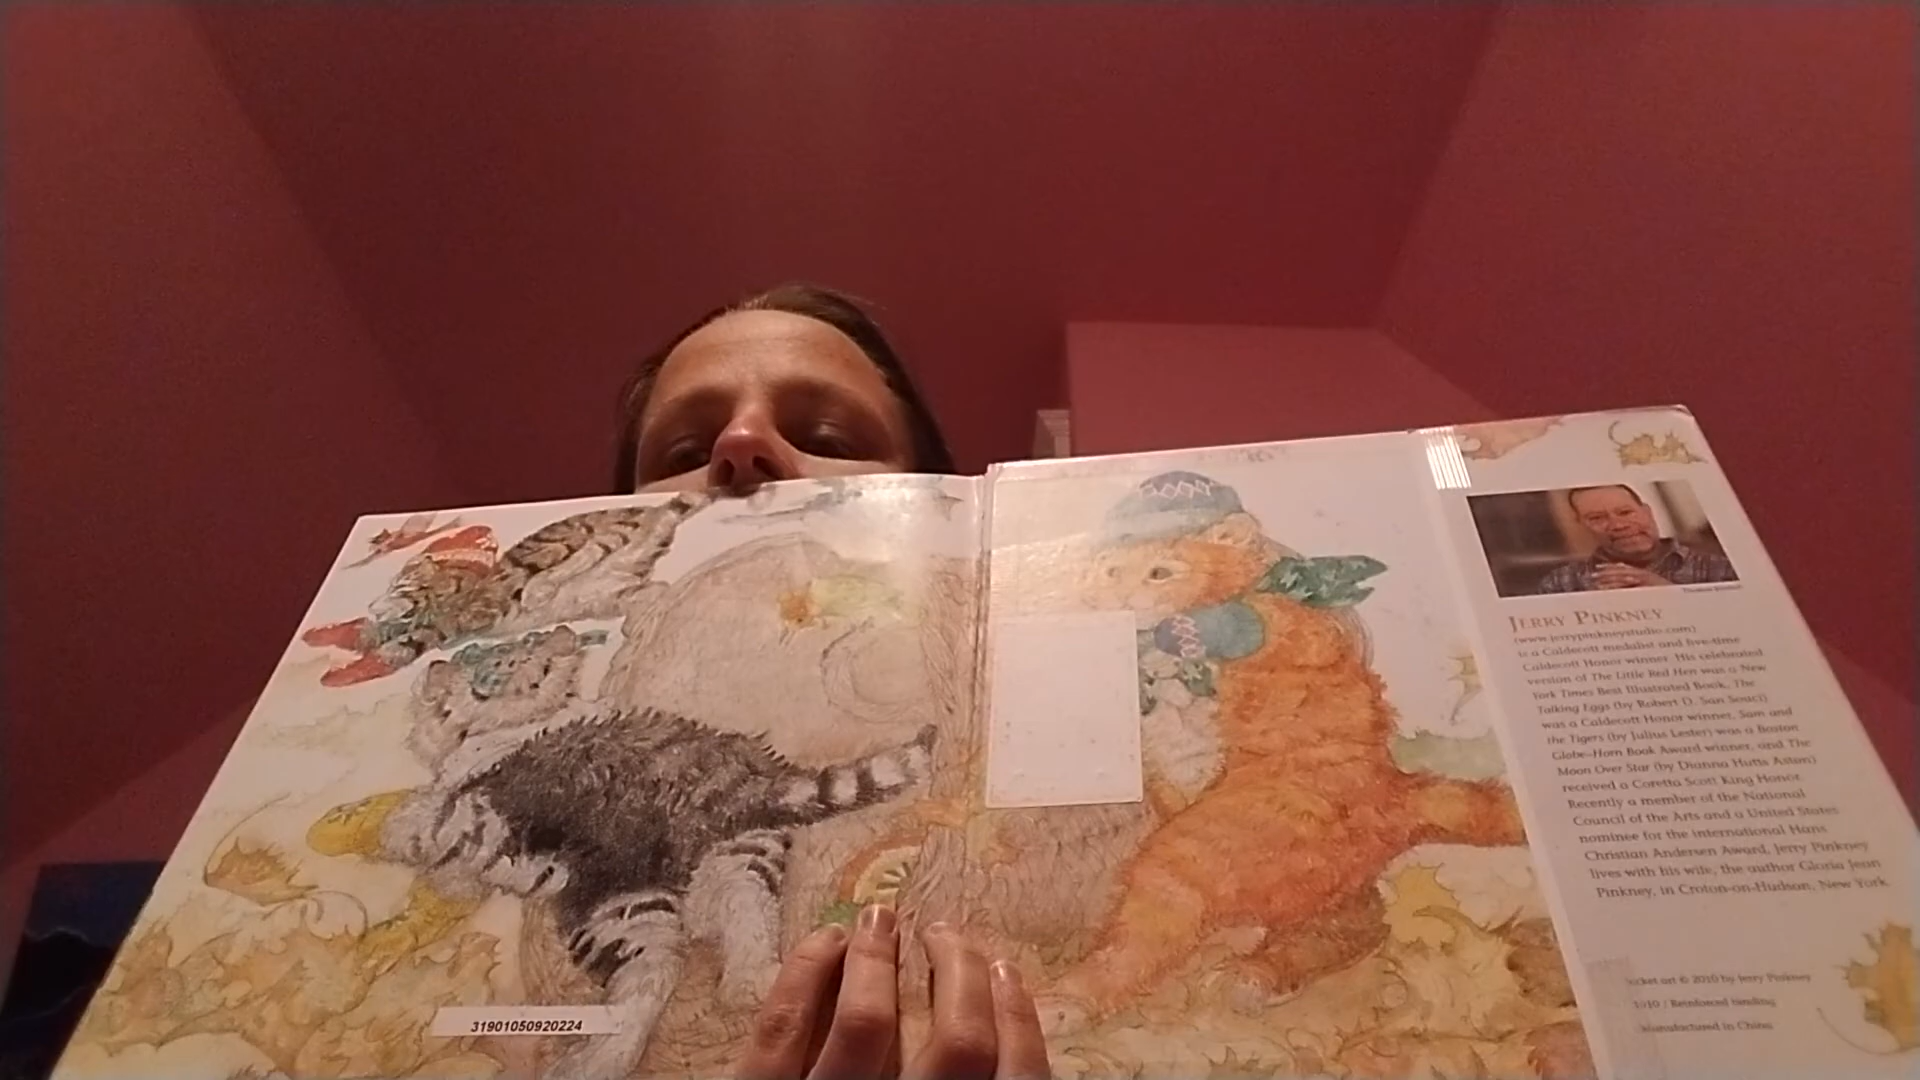 31901050920224
JERRY PINKNEY
(www.jerrypinkneystudio.com)
is a Caldecott medalist and five-time
Caldecott Honor winner. His celebrated
version of The Little Red Hen was a New
York Times Best Illustrated Book, The
Talking Eggs (by Robert D. San Souci)
was a Caldecott Honor winner, Sam and
the Tigers (by Julius Lester) was a Boston
Globe–Horn Book Award winner, and The
Moon Over Star (by Dianna Hutts Aston)
received a Coretta Scott King Honor.
Recently a member of the National
Council of the Arts and a United States
nominee for the international Hans
Christian Andersen Award, Jerry Pinkney
lives with his wife, the author Gloria Jean
Pinkney, in Croton-on-Hudson, New York.
art © 2010 by Jerry Pinkney
/ Reinforced binding
Manufactured in China